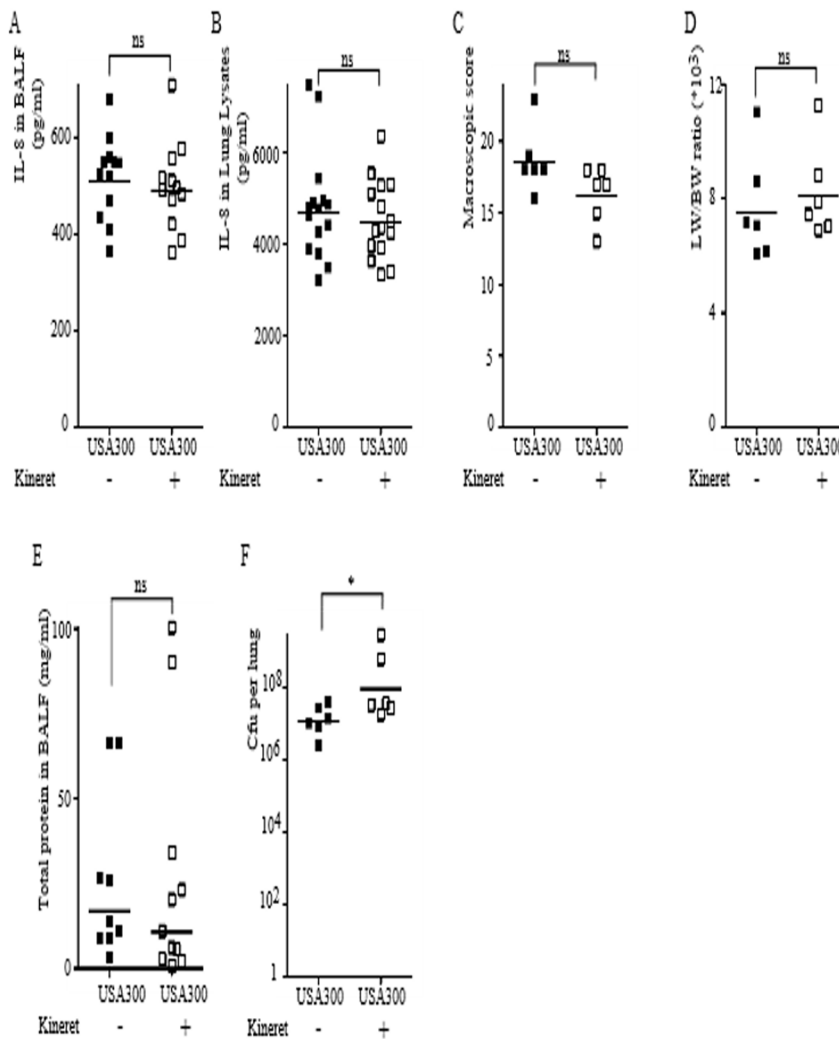 A
IL-8 in BALF
(pg/ml)
ns
600
400
200
0
USA300 USA300
Kineret - +
B
IL-8 in Lung Lysates
(pg/ml)
ns
6000
4000
2000
0
USA300 USA300
Kineret - +
C
Macroscopic score
ns
20
15
10
5
0
USA300 USA300
Kineret - +
D
LW/BW ratio (*10³)
ns
12
8
4
0
USA300 USA300
Kineret - +
E
Total protein in BALF (mg/ml)
ns
100
50
0
USA300 USA300
Kineret - +
F
Cfu per lung
*
10⁸
10⁶
10⁴
10²
1
USA300 USA300
Kineret - +